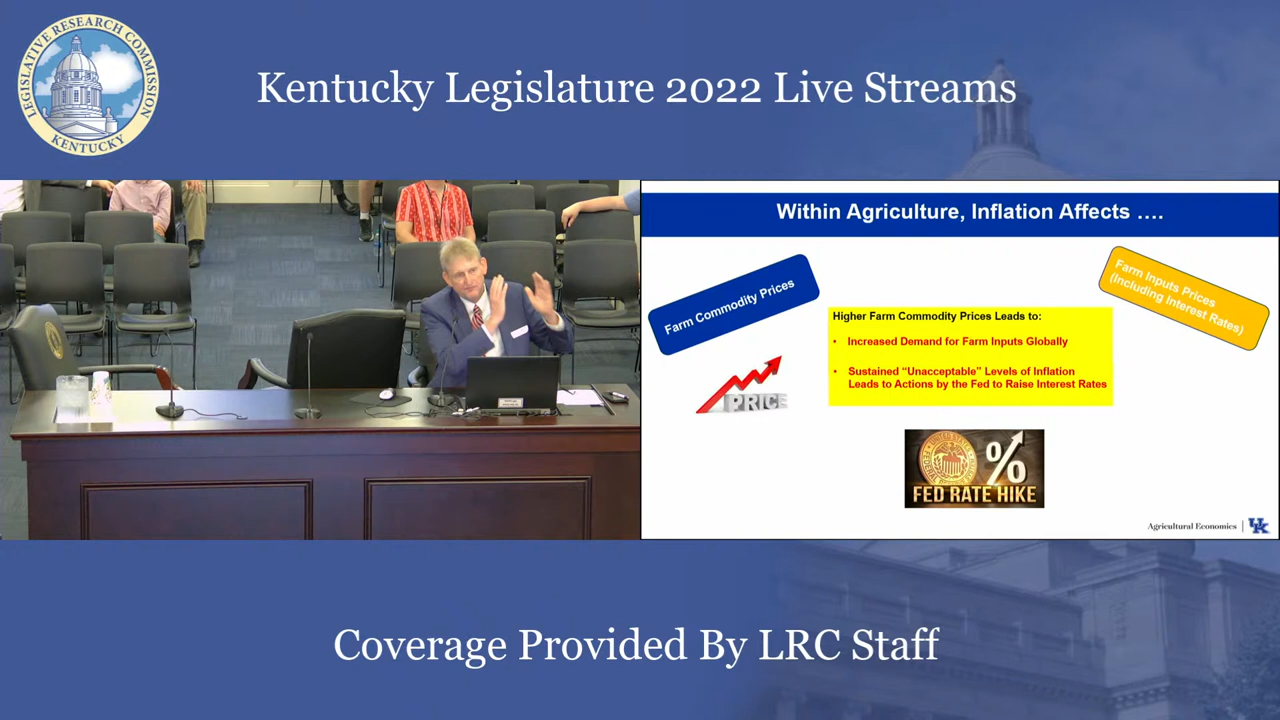 LEGISLATIVE RESEARCH COMMISSION
KENTUCKY
Kentucky Legislature 2022 Live Streams
Within Agriculture, Inflation Affects ....
Farm Commodity Prices
Farm Inputs Prices
(Including Interest Rates)
Higher Farm Commodity Prices Leads to:
• Increased Demand for Farm Inputs Globally
• Sustained “Unacceptable” Levels of Inflation
Leads to Actions by the Fed to Raise Interest Rates
PRICE
%
FED RATE HIKE
Agricultural Economics | UK
Coverage Provided By LRC Staff